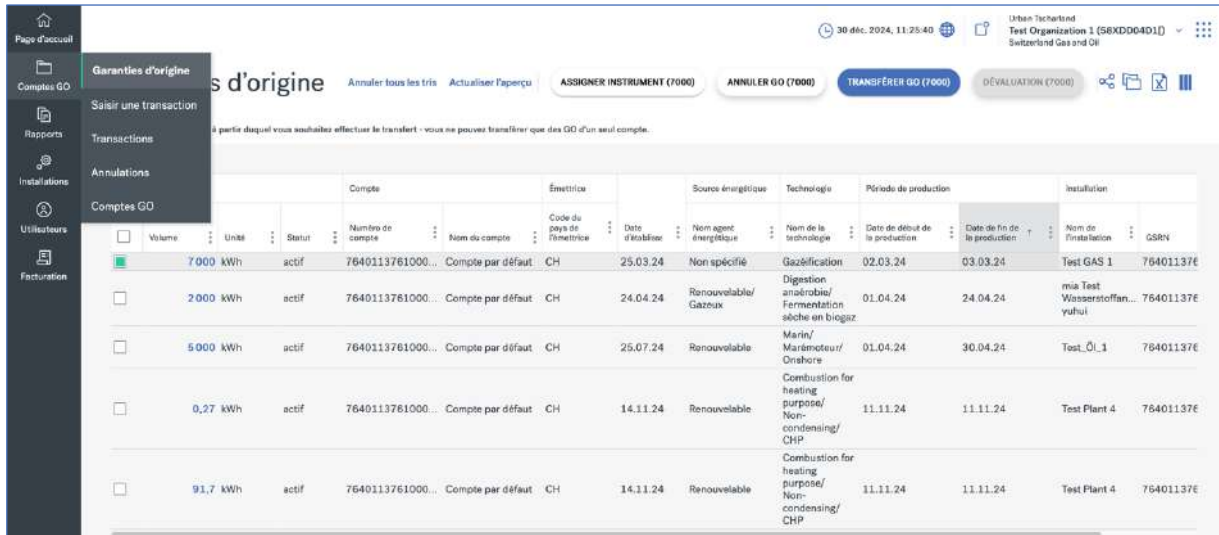 Page d'accueil
Comptes GO
Rapports
Installations
Utilisateurs
Facturation
Garanties d'origine
Saisir une transaction
Transactions
Annulations
Comptes GO
30 déc. 2024, 11:25:40
Urban Tscharland
Test Organization 1 (58XDD04D1
Switzerland Gas and Oil
s d'origine
Annuler tous les tris
Actualiser l'aperçu
ASSIGNER INSTRUMENT (7000)
ANNULER GO (7000)
TRANSFÉRER GO (7000)
DÉVALUATION (7000)
à partir duquel vous souhaitez effectuer le transfert - vous ne pouvez transférer que des GO d'un seul compte.
Compte Émettrice Source énergétique Technologie Période de production Installation
Volume Unité Statut Numéro de compte Nom du compte Code du pays de l'émettrice Date d'établisse Nom agent énergétique Nom de la technologie Date de début de la production Date de fin de la production ↑ Nom de l'installation GSRN
7 000 kWh actif 7640113761000... Compte par défaut CH 25.03.24 Non spécifié Gazéification 02.03.24 03.03.24 Test GAS 1 764011376
2 000 kWh actif 7640113761000... Compte par défaut CH 24.04.24 Renouvelable/ Gazeux Digestion anaérobie/ Fermentation sèche en biogaz 01.04.24 24.04.24 mia Test Wasserstoffan... yuhui 764011376
5 000 kWh actif 7640113761000... Compte par défaut CH 25.07.24 Renouvelable Marin/ Marémoteur/ Onshore 01.04.24 30.04.24 Test_Öl_1 764011376
0,27 kWh actif 7640113761000... Compte par défaut CH 14.11.24 Renouvelable Combustion for heating purpose/ Non-condensing/ CHP 11.11.24 11.11.24 Test Plant 4 764011376
91,7 kWh actif 7640113761000... Compte par défaut CH 14.11.24 Renouvelable Combustion for heating purpose/ Non-condensing/ CHP 11.11.24 11.11.24 Test Plant 4 764011376